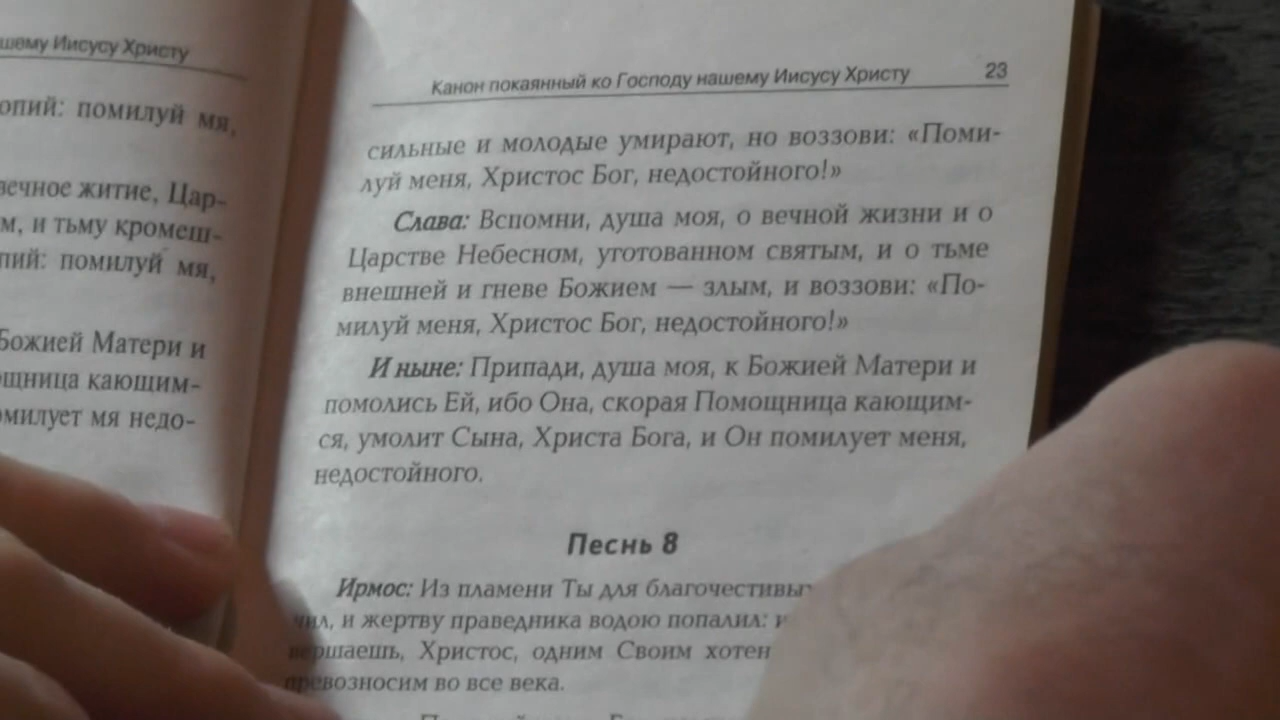 шему Иисусу Христу
опий: помилуй мя,
вечное житие, Цар-
м, и тьму кромеш-
пий: помилуй мя,
Божией Матери и
ощница кающим-
омилует мя недо-
Канон покаянный ко Господу нашему Иисусу Христу 23
сильные и молодые умирают, но воззови: «Поми-
луй меня, Христос Бог, недостойного!»
Слава: Вспомни, душа моя, о вечной жизни и о
Царстве Небесном, уготованном святым, и о тьме
внешней и гневе Божием — злым, и воззови: «По-
милуй меня, Христос Бог, недостойного!»
И ныне: Припади, душа моя, к Божией Матери и
помолись Ей, ибо Она, скорая Помощница кающим-
ся, умолит Сына, Христа Бога, и Он помилует меня,
недостойного.
Песнь 8
Ирмос: Из пламени Ты для благочестивых
чил, и жертву праведника водою попалил:
вершаешь, Христос, одним Своим хотен
превозносим во все века.